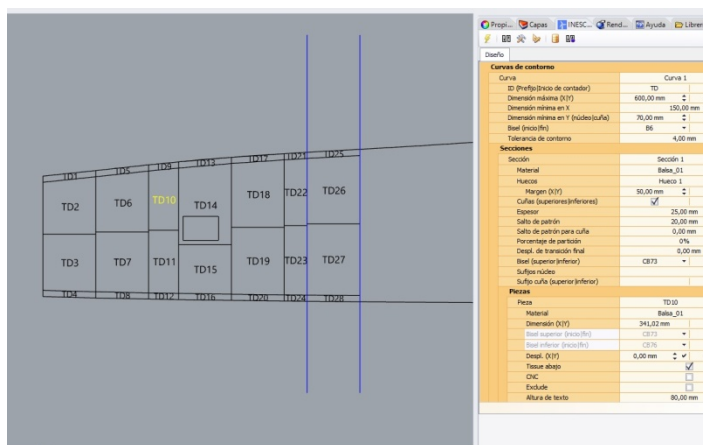 Propi... Capas INESC... Rend... Ayuda Librer
Diseño
Curvas de contorno
Curva Curva 1
ID (Prefijo|Inicio de contador) TD
Dimensión máxima (X|Y) 600,00 mm
Dimensión mínima en X 150,00 mm
Dimensión mínima en Y (núcleo|cuña) 70,00 mm
Bisel (inicio|fin) B6
Tolerancia de contorno 4,00 mm
Secciones
Sección Sección 1
Material Balsa_01
Huecos Hueco 1
Margen (X|Y) 50,00 mm
Cuñas (superiores|inferiores)
Espesor 25,00 mm
Salto de patrón 20,00 mm
Salto de patrón para cuña 0,00 mm
Porcentaje de partición 0%
Despl. de transición final 0,00 mm
Bisel (superior|inferior) CB73
Sufijos núcleo
Sufijo cuña (superior|inferior)
Piezas
Pieza TD10
Material Balsa_01
Dimensión (X|Y) 341,02 mm
Bisel superior (inicio|fin) CB73
Bisel inferior (inicio|fin) CB76
Despl. (X|Y) 0,00 mm
Tissue abajo
CNC
Exclude
Altura de texto 80,00 mm
TD1 TD5 TD9 TD13 TD17 TD21 TD25
TD2 TD6 TD10 TD14 TD18 TD22 TD26
TD3 TD7 TD11 TD15 TD19 TD23 TD27
TD4 TD8 TD12 TD16 TD20 TD24 TD28